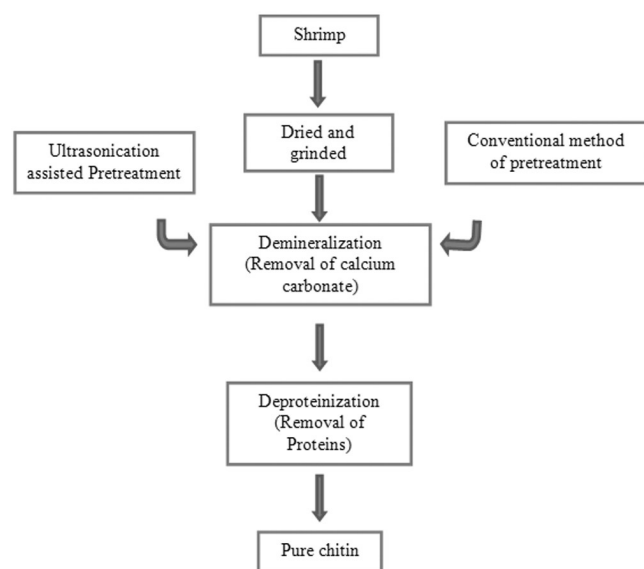 Shrimp
Dried and
grinded
Ultrasonication
assisted Pretreatment
Conventional method
of pretreatment
Demineralization
(Removal of calcium
carbonate)
Deproteinization
(Removal of
Proteins)
Pure chitin